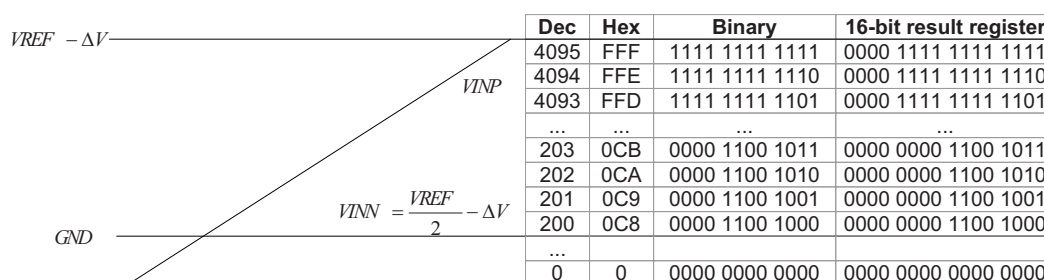 VREF − ΔV
VINP
VINN = VREF/2 − ΔV
GND
Dec Hex Binary 16-bit result register
4095 FFF 1111 1111 1111 0000 1111 1111 1111
4094 FFE 1111 1111 1110 0000 1111 1111 1110
4093 FFD 1111 1111 1101 0000 1111 1111 1101
... ... ... ...
203 0CB 0000 1100 1011 0000 0000 1100 1011
202 0CA 0000 1100 1010 0000 0000 1100 1010
201 0C9 0000 1100 1001 0000 0000 1100 1001
200 0C8 0000 1100 1000 0000 0000 1100 1000
...
0 0 0000 0000 0000 0000 0000 0000 0000